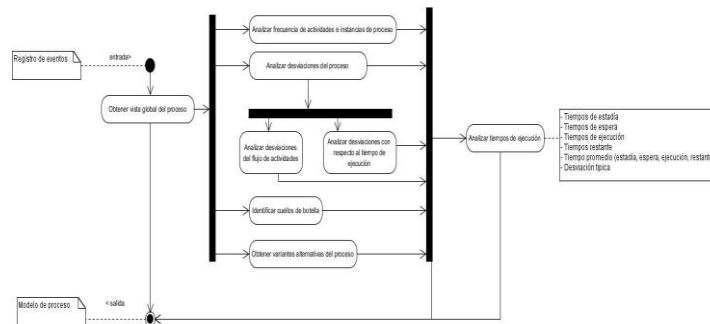 Analizar frecuencia de actividades e instancias de proceso
Registro de eventos
entrada>
Analizar desviaciones del proceso
Obtener vista global del proceso
Analizar desviaciones
del flujo de actividades
Analizar desviaciones con
respecto al tiempo de
ejecución
Analizar tiempos de ejecución
- Tiempos de estadía
- Tiempos de espera
- Tiempos de ejecución
- Tiempos restante
- Tiempo promedio (estadía, espera, ejecución, restante
- Desviación típica
Identificar cuellos de botella
Obtener variantes alternativas del proceso
Modelo de proceso
< salida